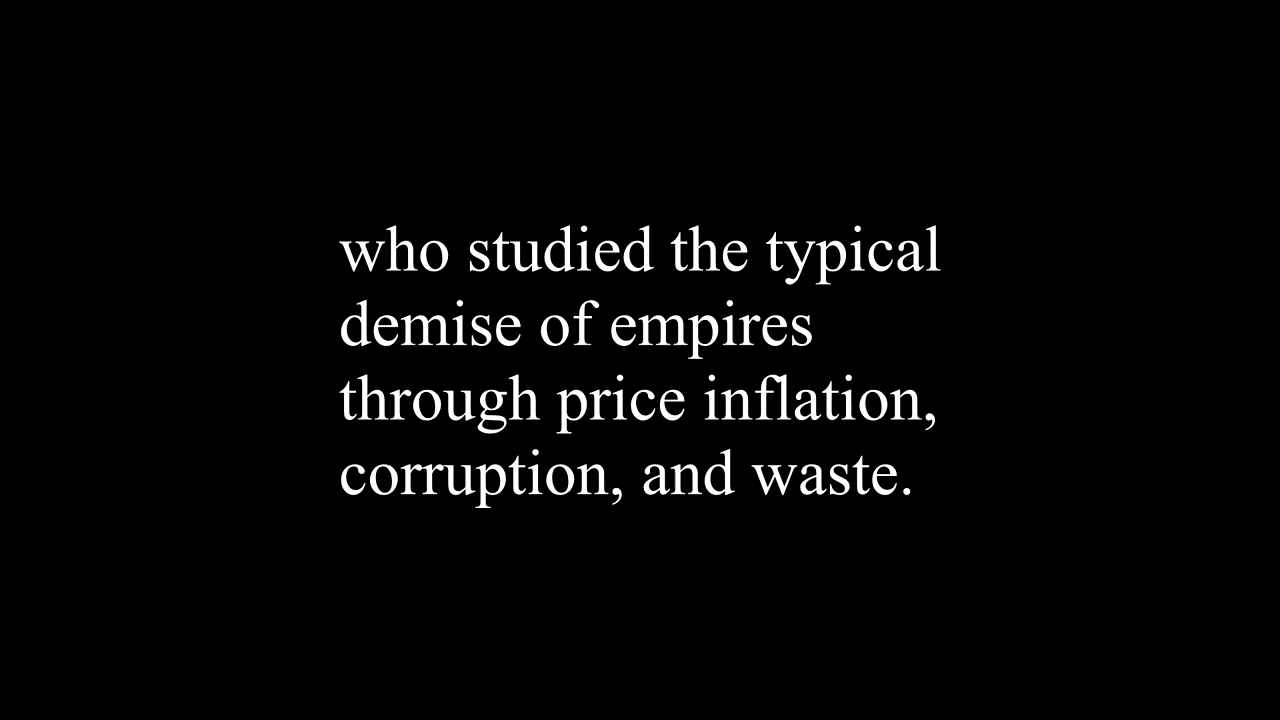 who studied the typical
demise of empires
through price inflation,
corruption, and waste.